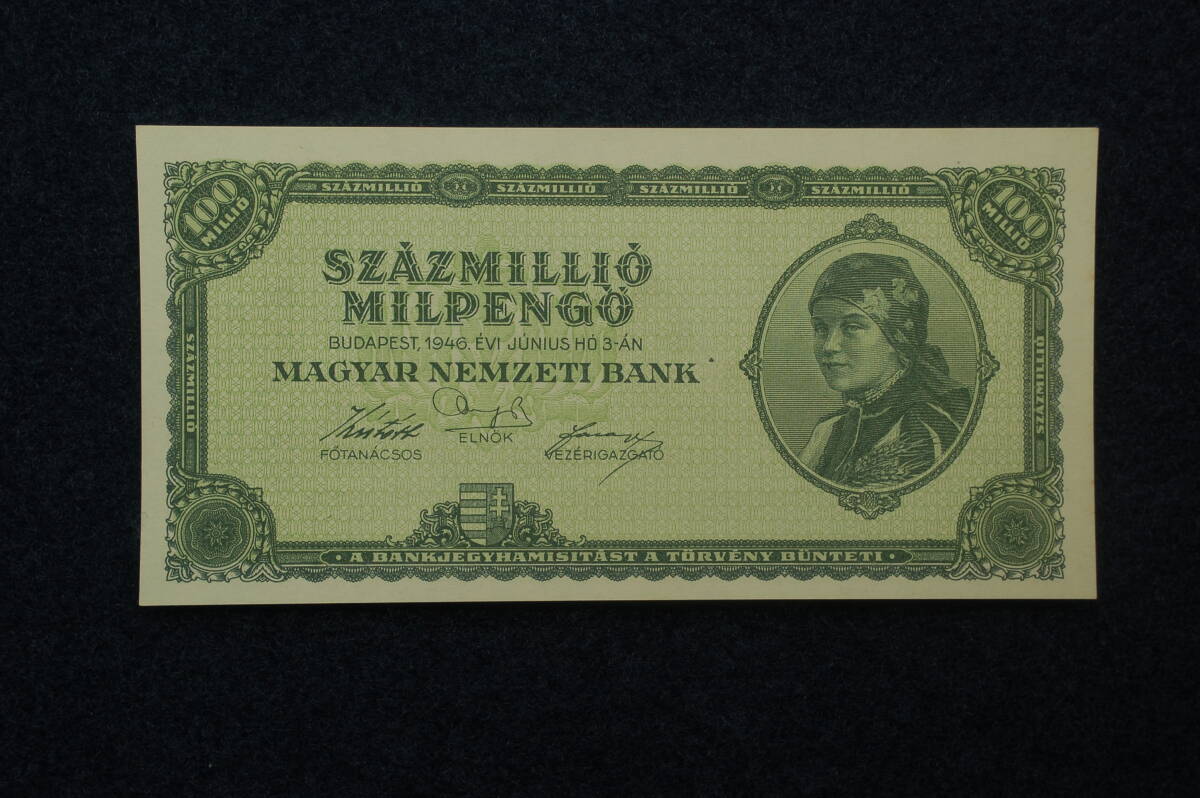 SZÁZMILLIÓ SZÁZMILLIÓ SZÁZMILLIÓ SZÁZMILLIÓ
100 MILLIÓ
100 MILLIÓ
SZÁZMILLIÓ
MILPENGŐ
BUDAPEST, 1946. ÉVI JÚNIUS HÓ 3-ÁN
MAGYAR NEMZETI BANK
ELNÖK
FŐTANÁCSOS
VEZÉRIGAZGATÓ
SZÁZMILLIÓ
SZÁZMILLIÓ
• A BANKJEGYHAMISITÁST A TÖRVÉNY BÜNTETI •